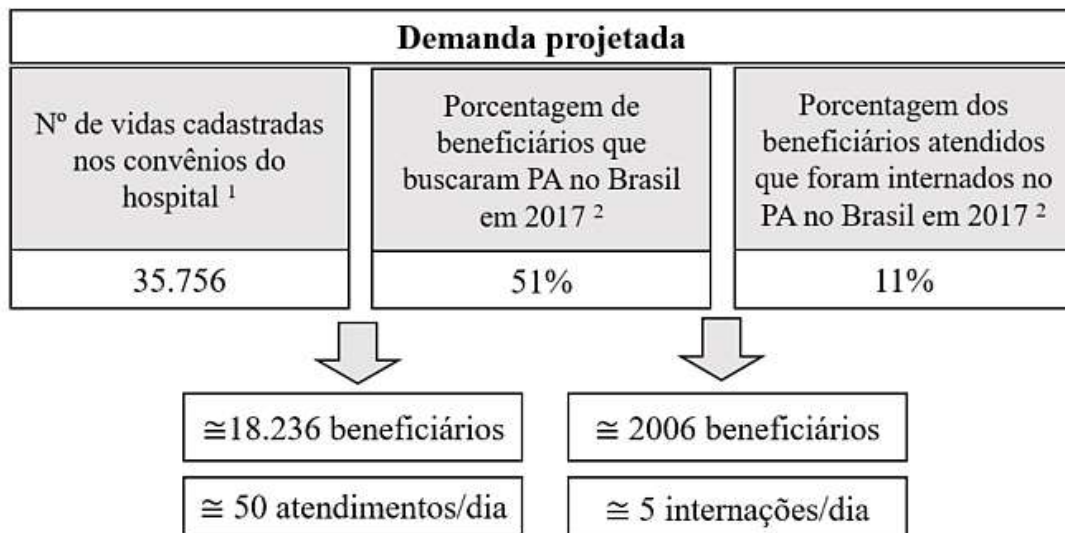 Demanda projetada
Nº de vidas cadastradas
nos convênios do
hospital ¹
Porcentagem de
beneficiários que
buscaram PA no Brasil
em 2017 ²
Porcentagem dos
beneficiários atendidos
que foram internados no
PA no Brasil em 2017 ²
35.756
51%
11%
≅18.236 beneficiários
≅ 2006 beneficiários
≅ 50 atendimentos/dia
≅ 5 internações/dia